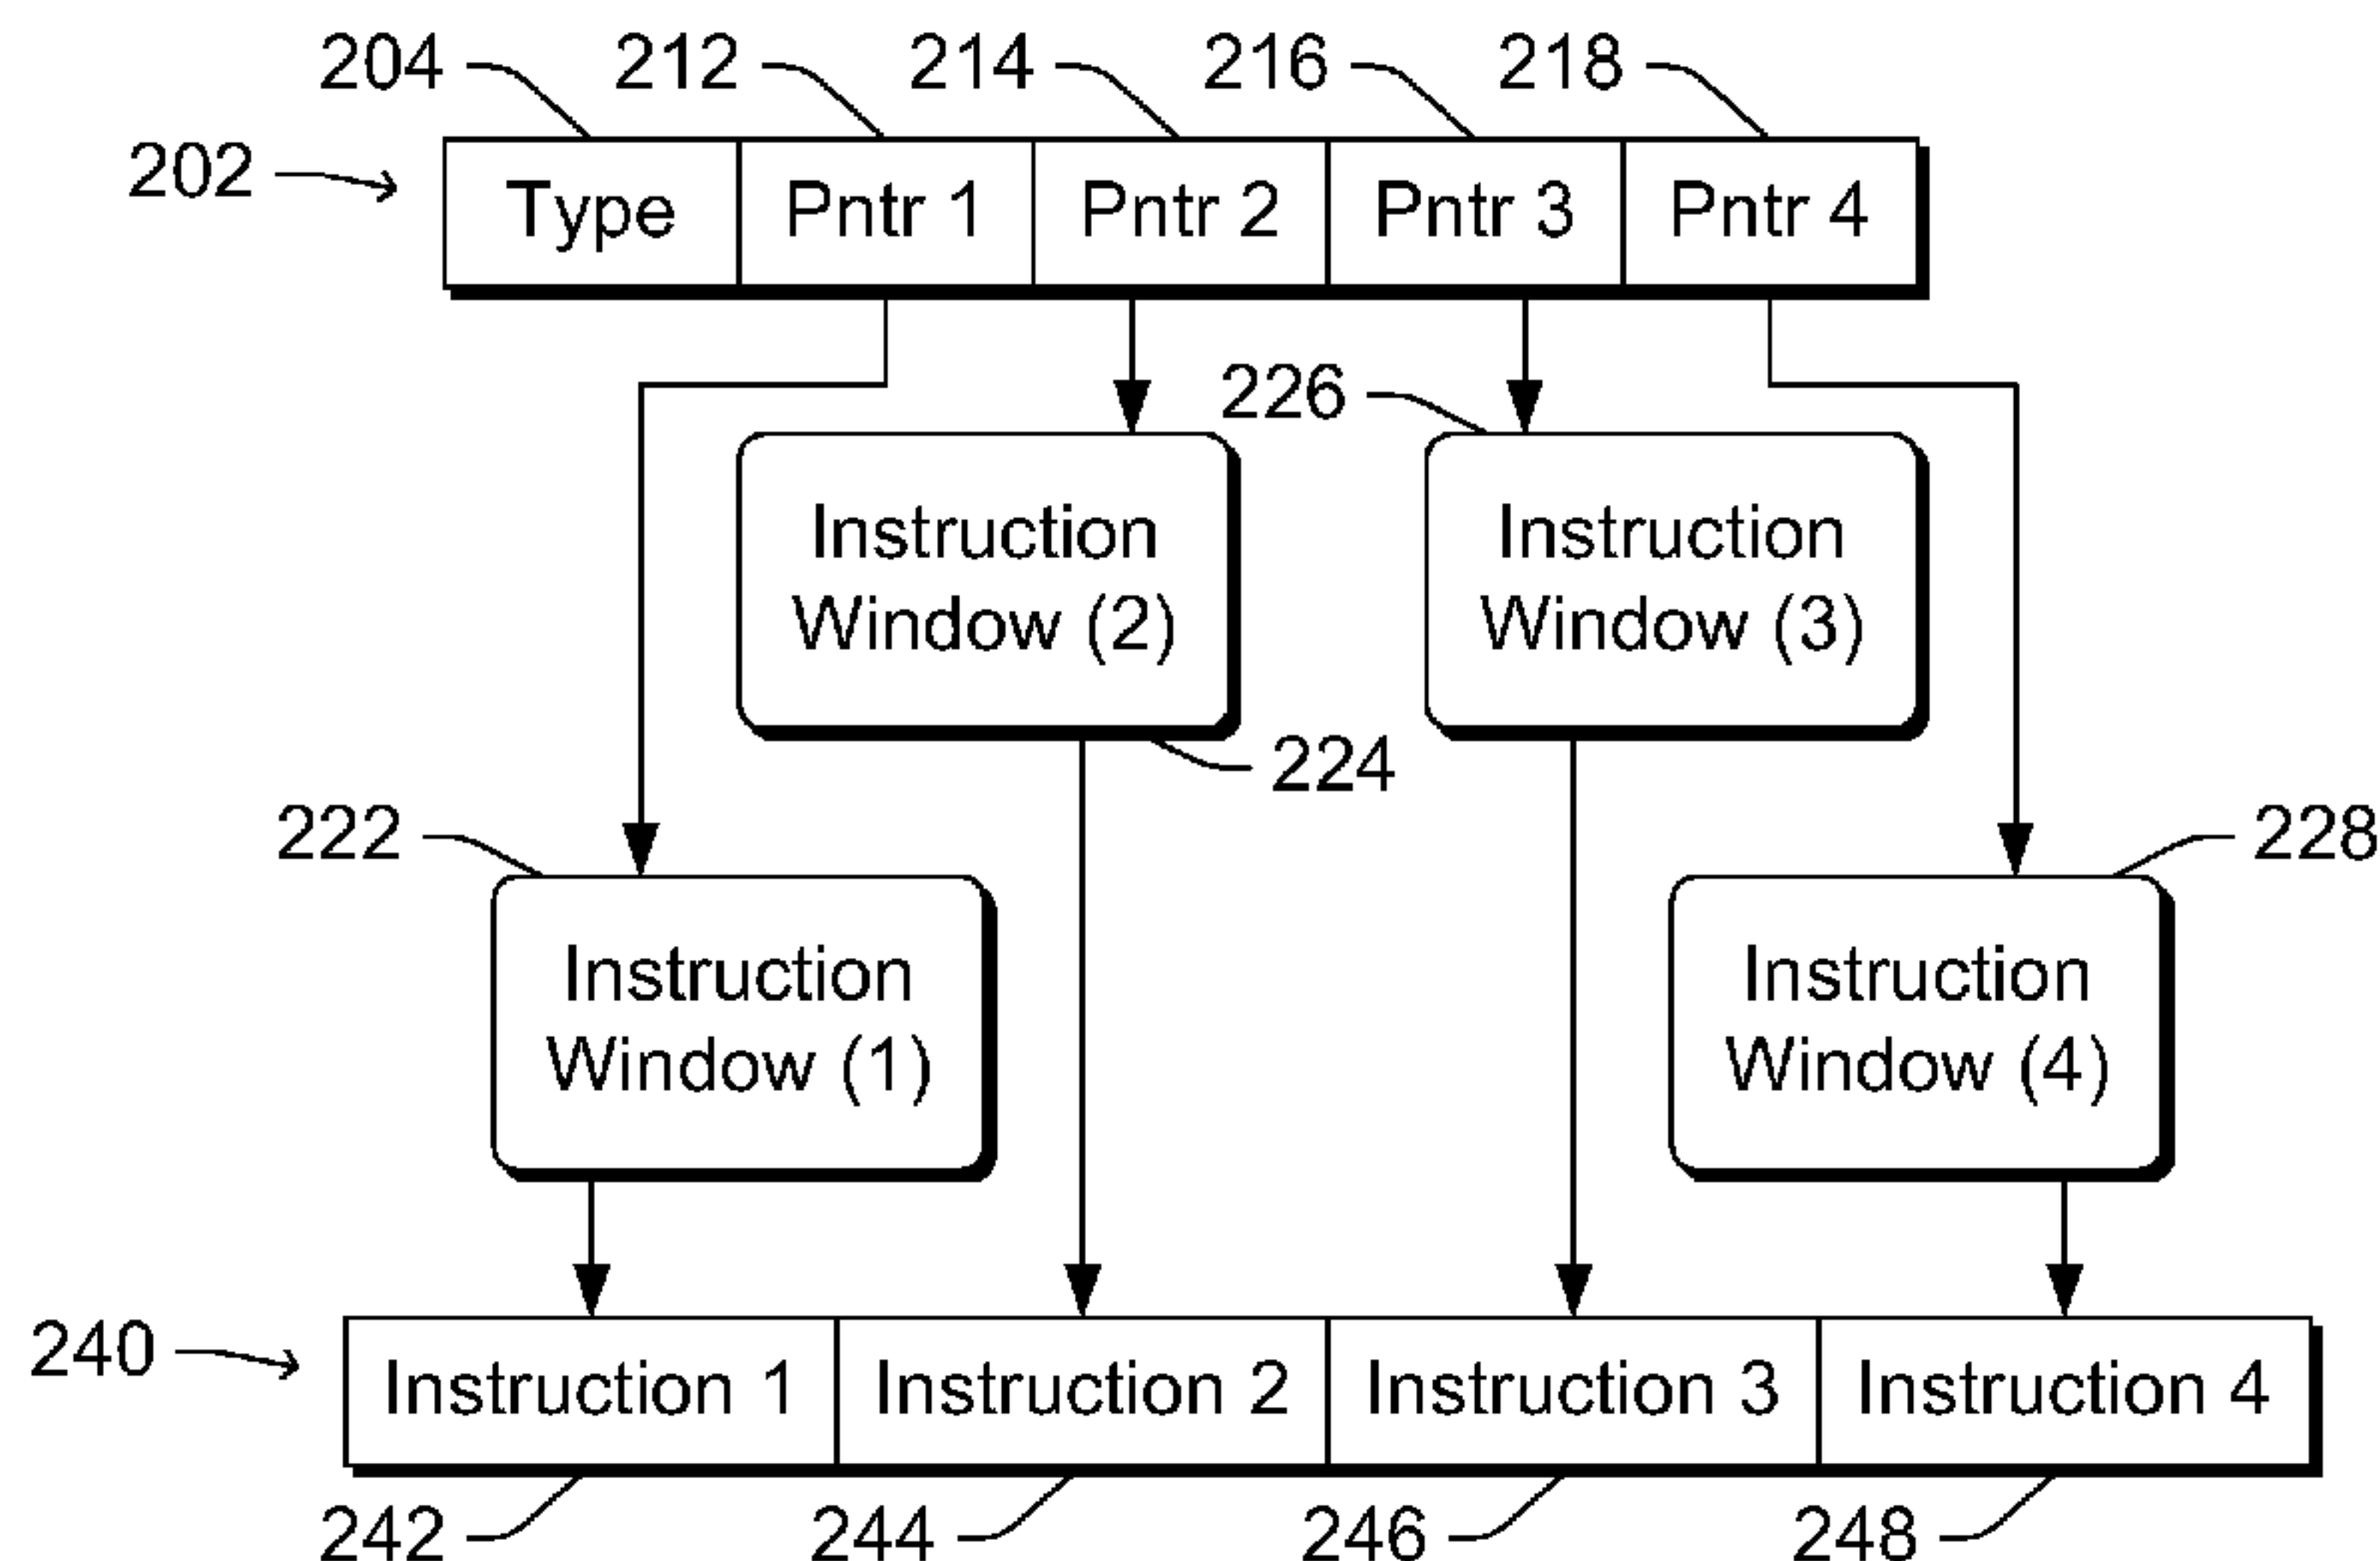 204 212 214 216 218
202
Type Pntr 1 Pntr 2 Pntr 3 Pntr 4
226
Instruction
Window (2)
Instruction
Window (3)
224
222
228
Instruction
Window (1)
Instruction
Window (4)
240
Instruction 1 Instruction 2 Instruction 3 Instruction 4
242 244 246 248